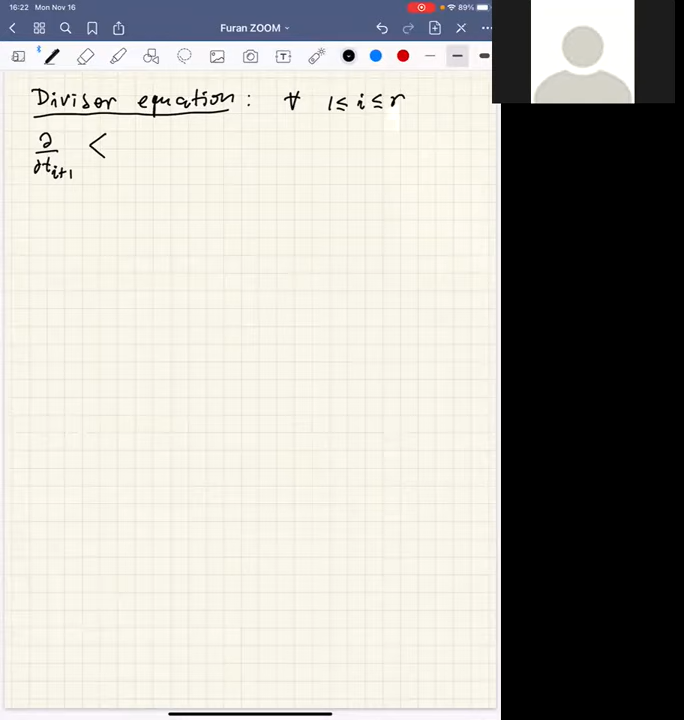 16:22 Mon Nov 16
89%
Furan ZOOM
Divisor equation : ∀ 1 ≤ i ≤ r
∂/∂t_{i+1} <